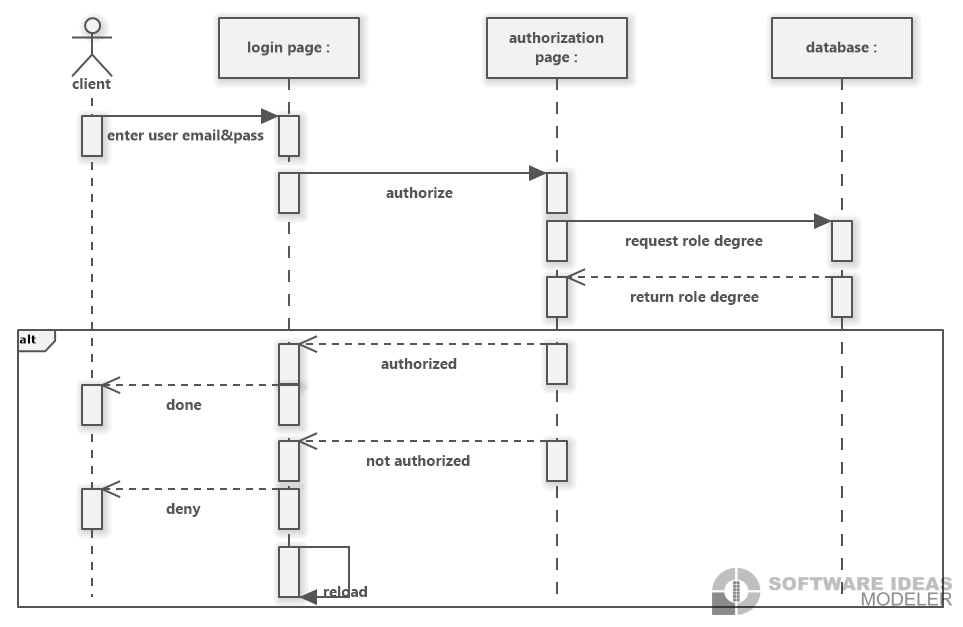 client
login page :
authorization
page :
database :
enter user email&pass
authorize
request role degree
return role degree
alt
authorized
done
not authorized
deny
reload
SOFTWARE IDEAS
MODELER